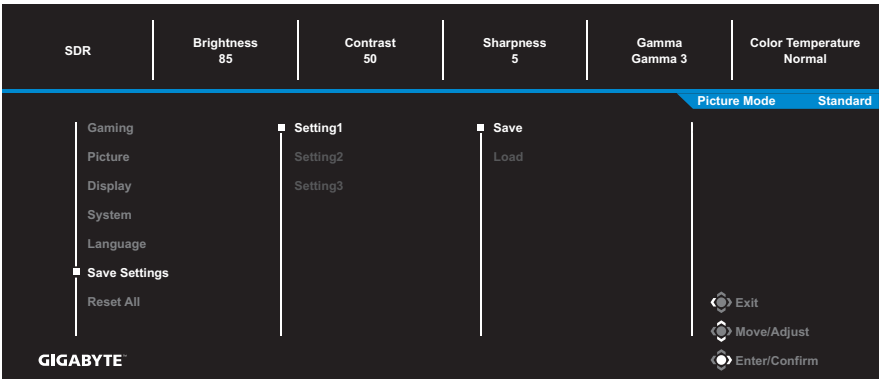 SDR
Brightness
85
Contrast
50
Sharpness
5
Gamma
Gamma 3
Color Temperature
Normal
Picture Mode Standard
Gaming
Picture
Display
System
Language
Save Settings
Reset All
Setting1
Setting2
Setting3
Save
Load
Exit
Move/Adjust
Enter/Confirm
GIGABYTE™